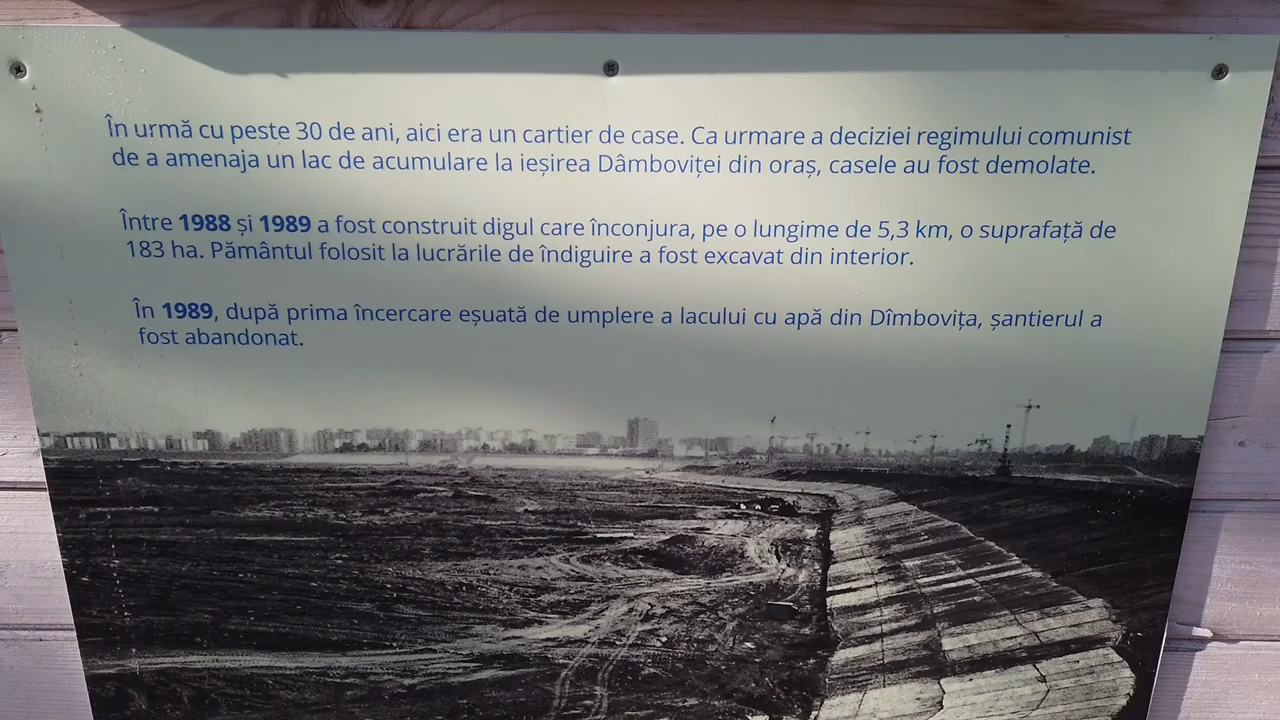 În urmă cu peste 30 de ani, aici era un cartier de case. Ca urmare a deciziei regimului comunist
de a amenaja un lac de acumulare la ieșirea Dâmboviței din oraș, casele au fost demolate.
Între 1988 și 1989 a fost construit digul care înconjura, pe o lungime de 5,3 km, o suprafață de
183 ha. Pământul folosit la lucrările de îndiguire a fost excavat din interior.
În 1989, după prima încercare eșuată de umplere a lacului cu apă din Dîmbovița, șantierul a
fost abandonat.